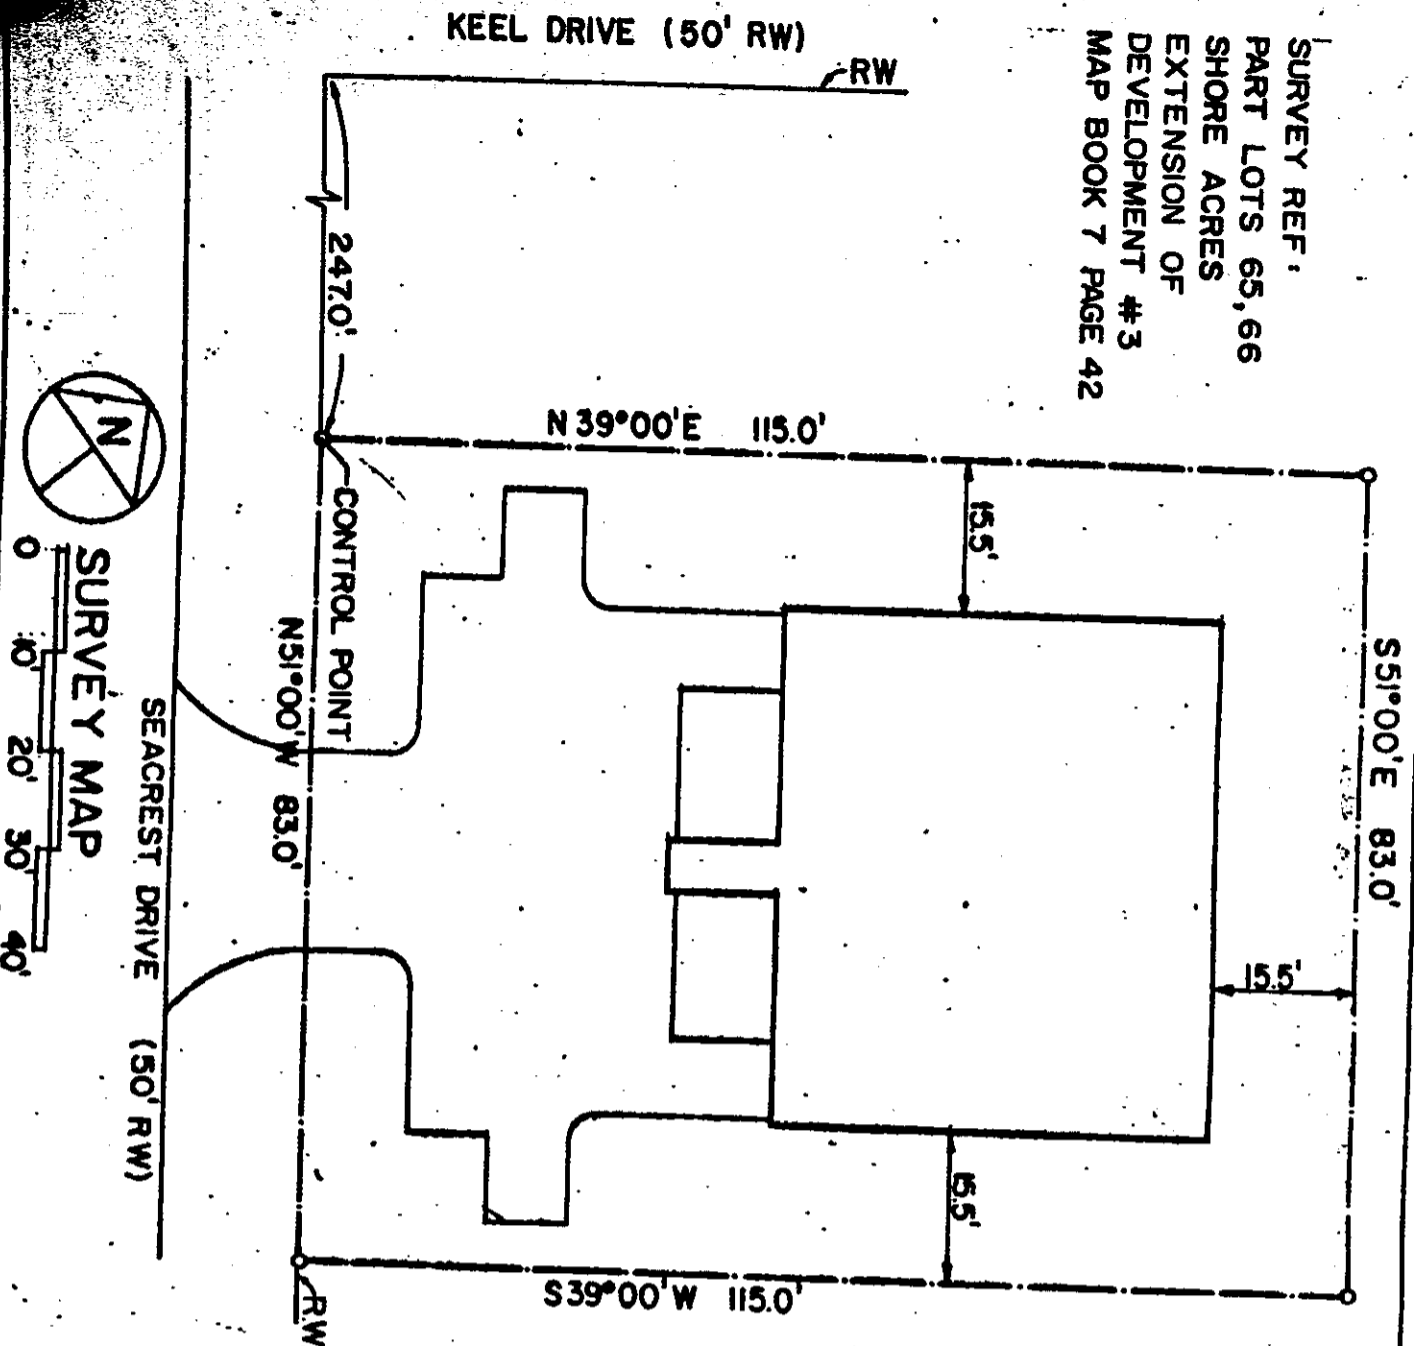 KEEL DRIVE (50' RW)
RW
SURVEY REF:
PART LOTS 65,66
SHORE ACRES
EXTENSION OF
DEVELOPMENT #3
MAP BOOK 7 PAGE 42
247.0'
N 39°00'E 115.0'
CONTROL POINT
N51°00'W 83.0'
15.5'
S51°00'E 83.0'
15.5'
15.5'
S39°00'W 115.0'
RW
SEACREST DRIVE (50' RW)
N
SURVEY MAP
0 10' 20' 30' 40'